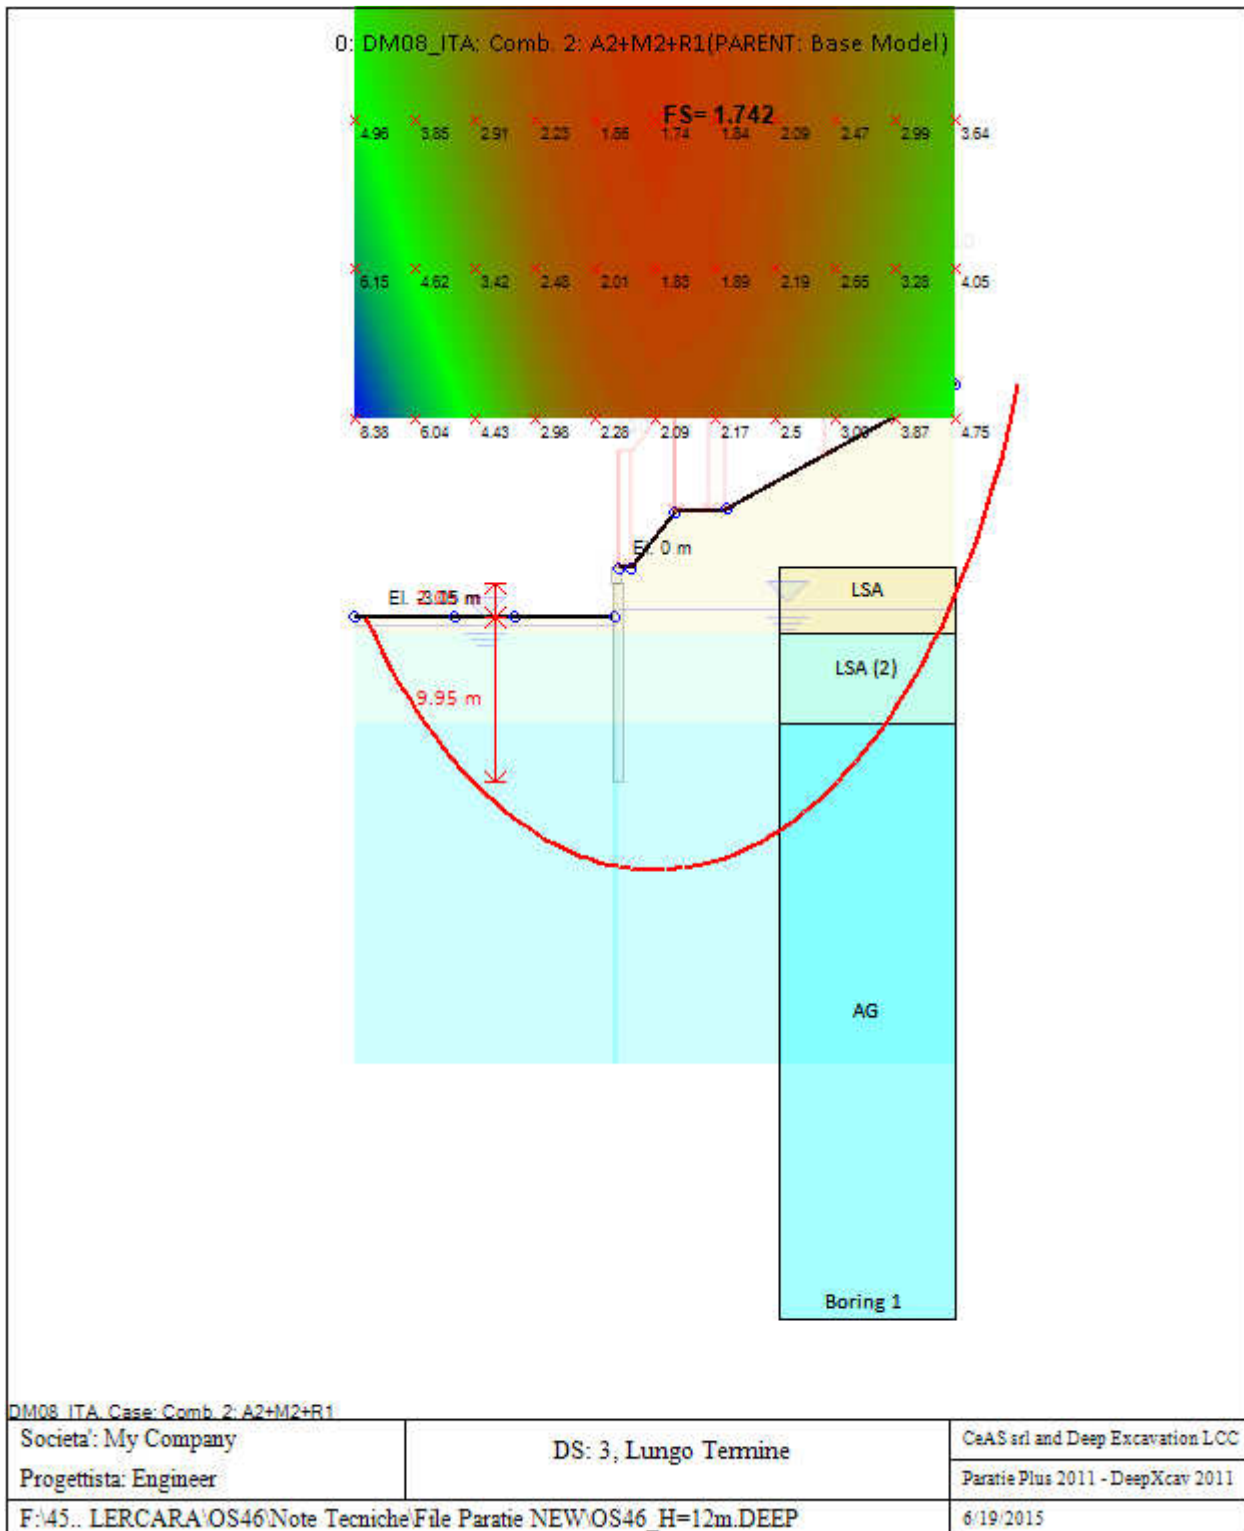 0: DM08_ITA: Comb. 2: A2+M2+R1(PARENT: Base Model)
FS= 1.742
4.96 3.85 2.91 2.23 1.74 1.84 2.09 2.47 2.99 3.64
6.15 4.62 3.42 2.48 2.01 1.83 1.89 2.19 2.65 3.28 4.05
8.38 6.04 4.43 2.98 2.28 2.09 2.17 2.5 3.87 4.75
El. 0 m
El. -3.05 m
9.95 m
LSA
LSA (2)
AG
Boring 1
DM08_ITA. Case: Comb. 2: A2+M2+R1
Societa': My Company
Progettista: Engineer
DS: 3, Lungo Termine
CeAS srl and Deep Excavation LCC
Paratie Plus 2011 - DeepXcav 2011
F:\45.. LERCARA\OS46\Note Tecniche\File Paratie NEW\OS46_H=12m.DEEP
6/19/2015